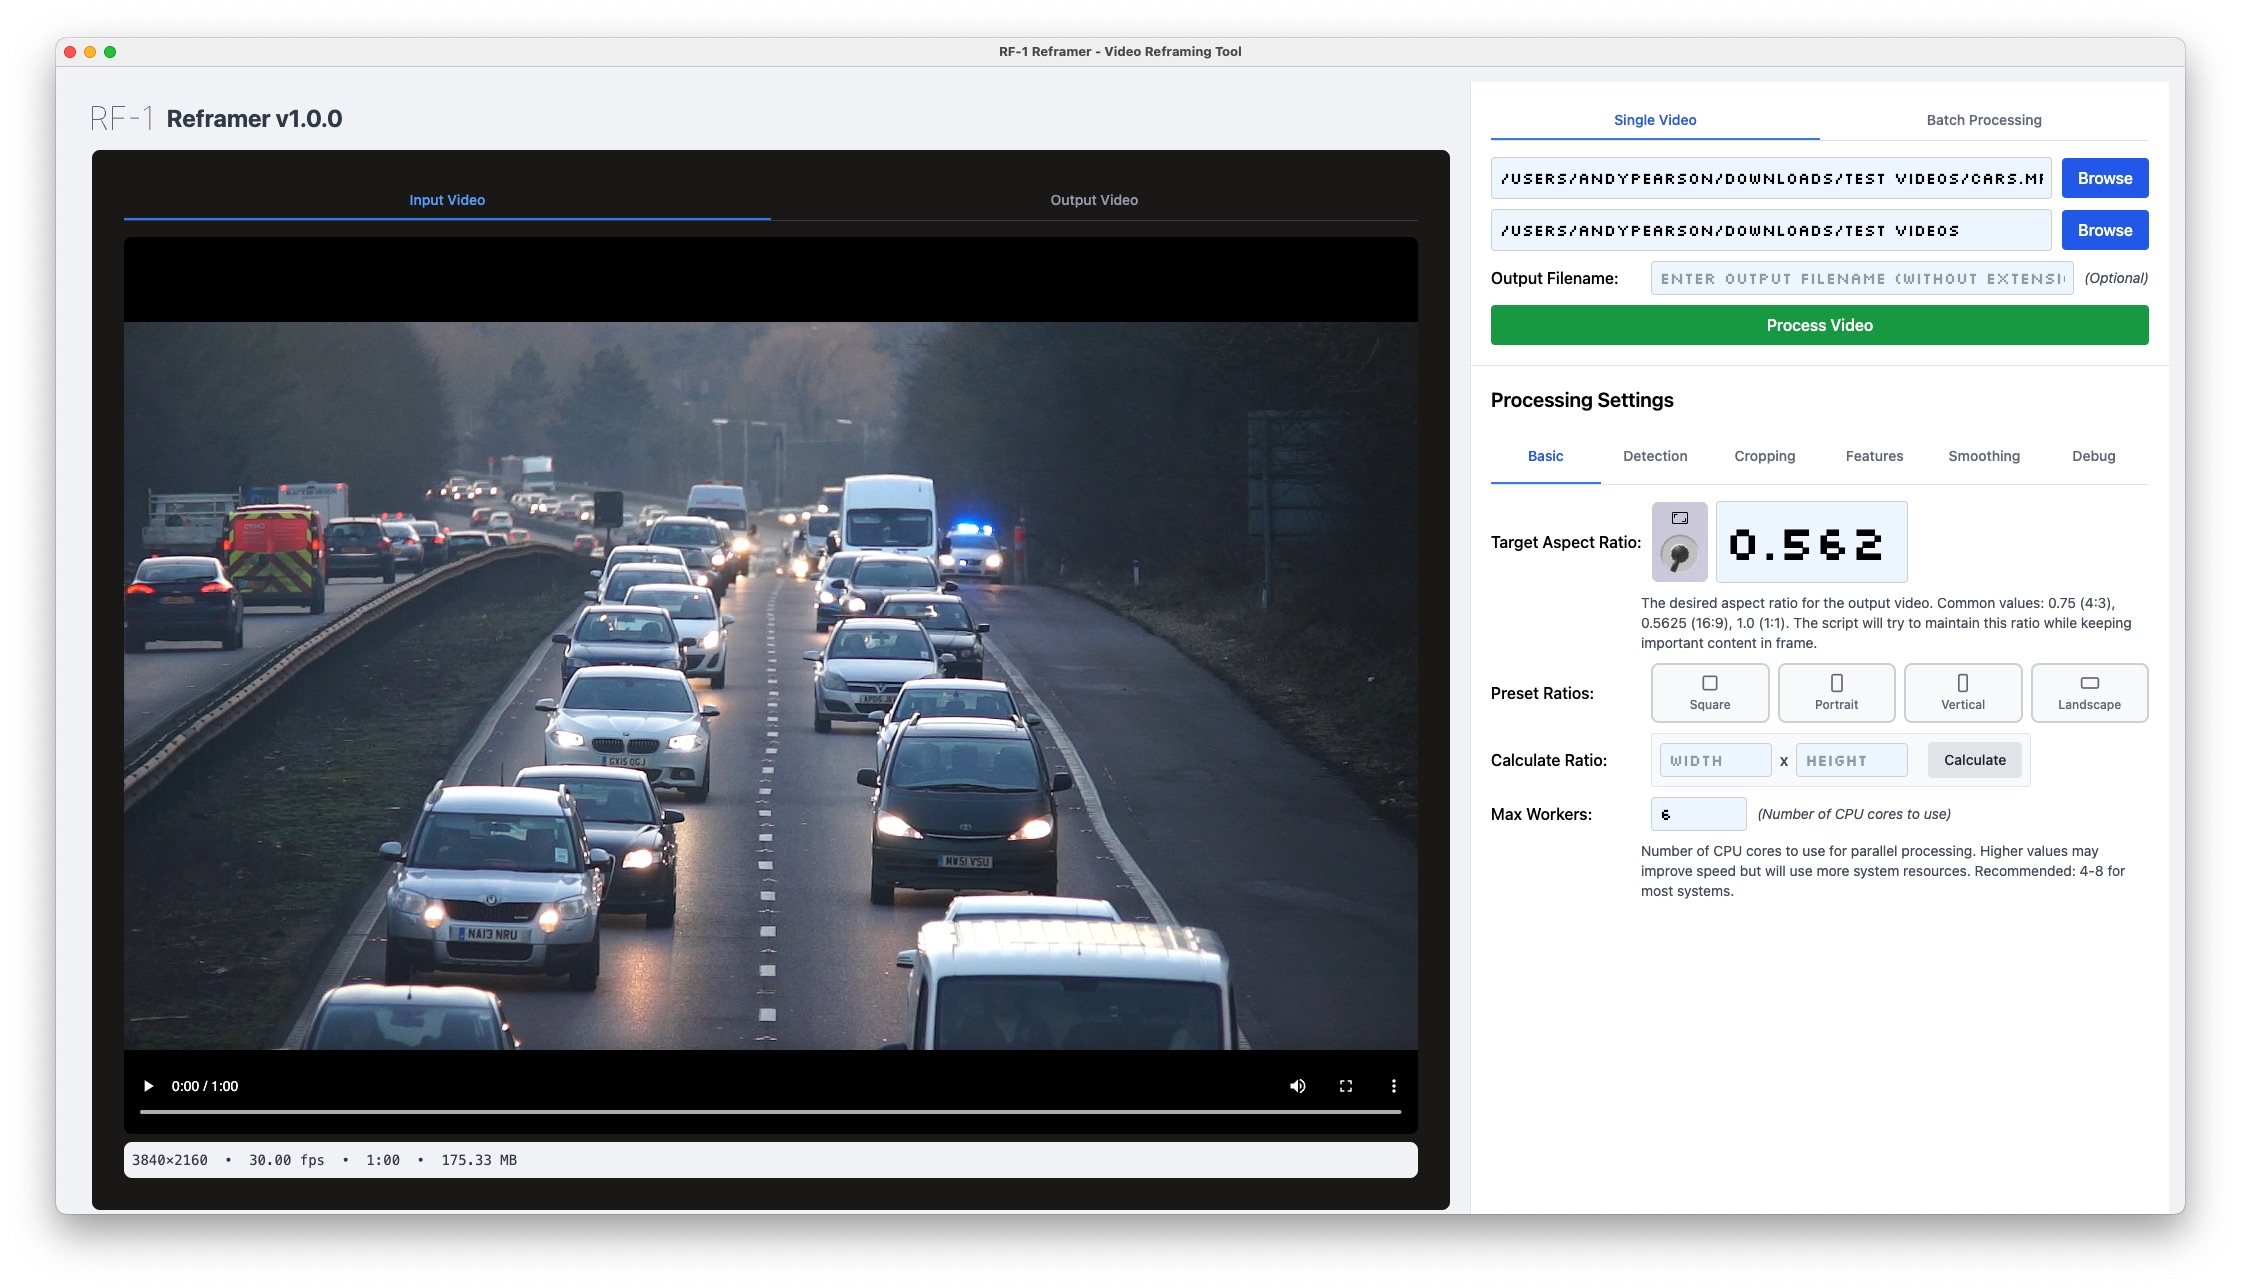 RF-1 Reframer - Video Reframing Tool
RF-1 Reframer v1.0.0
Input Video
Output Video
GX15 OGJ
NA13 NRU
MW51 VSU
0:00 / 1:00
3840×2160 • 30.00 fps • 1:00 • 175.33 MB
Single Video
Batch Processing
/USERS/ANDYPEARSON/DOWNLOADS/TEST VIDEOS/CARS.MP
Browse
/USERS/ANDYPEARSON/DOWNLOADS/TEST VIDEOS
Browse
Output Filename:
ENTER OUTPUT FILENAME (WITHOUT EXTENSI
(Optional)
Process Video
Processing Settings
Basic
Detection
Cropping
Features
Smoothing
Debug
Target Aspect Ratio:
0.562
The desired aspect ratio for the output video. Common values: 0.75 (4:3),
0.5625 (16:9), 1.0 (1:1). The script will try to maintain this ratio while keeping
important content in frame.
Preset Ratios:
Square
Portrait
Vertical
Landscape
Calculate Ratio:
WIDTH
x
HEIGHT
Calculate
Max Workers:
6
(Number of CPU cores to use)
Number of CPU cores to use for parallel processing. Higher values may
improve speed but will use more system resources. Recommended: 4-8 for
most systems.